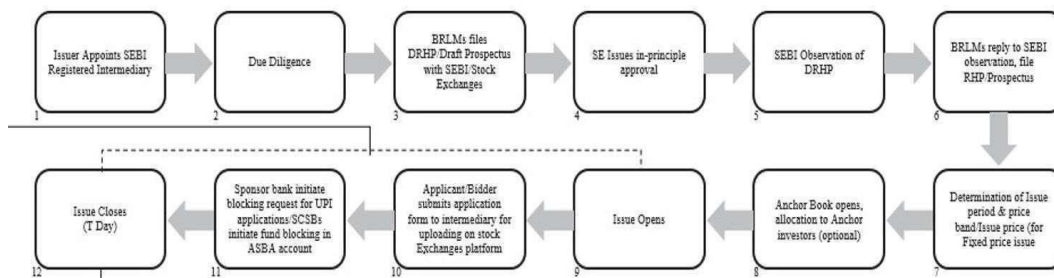 Issuer Appoints SEBI
Registered Intermediary
1
Due Diligence
2
BRLMs files
DRHP/Draft Prospectus
with SEBI/Stock
Exchanges
3
SE Issues in-principle
approval
4
SEBI Observation of
DRHP
5
BRLMs reply to SEBI
observation, file
RHP/Prospectus
6
Determination of Issue
period & price
band/Issue price (for
Fixed price issue
7
Anchor Book opens,
allocation to Anchor
investors (optional)
8
Issue Opens
9
Applicant/Bidder
submits application
form to intermediary for
uploading on stock
Exchanges platform
10
Sponsor bank initiate
blocking request for UPI
applications/SCSBs
initiate fund blocking in
ASBA account
11
Issue Closes
(T Day)
12